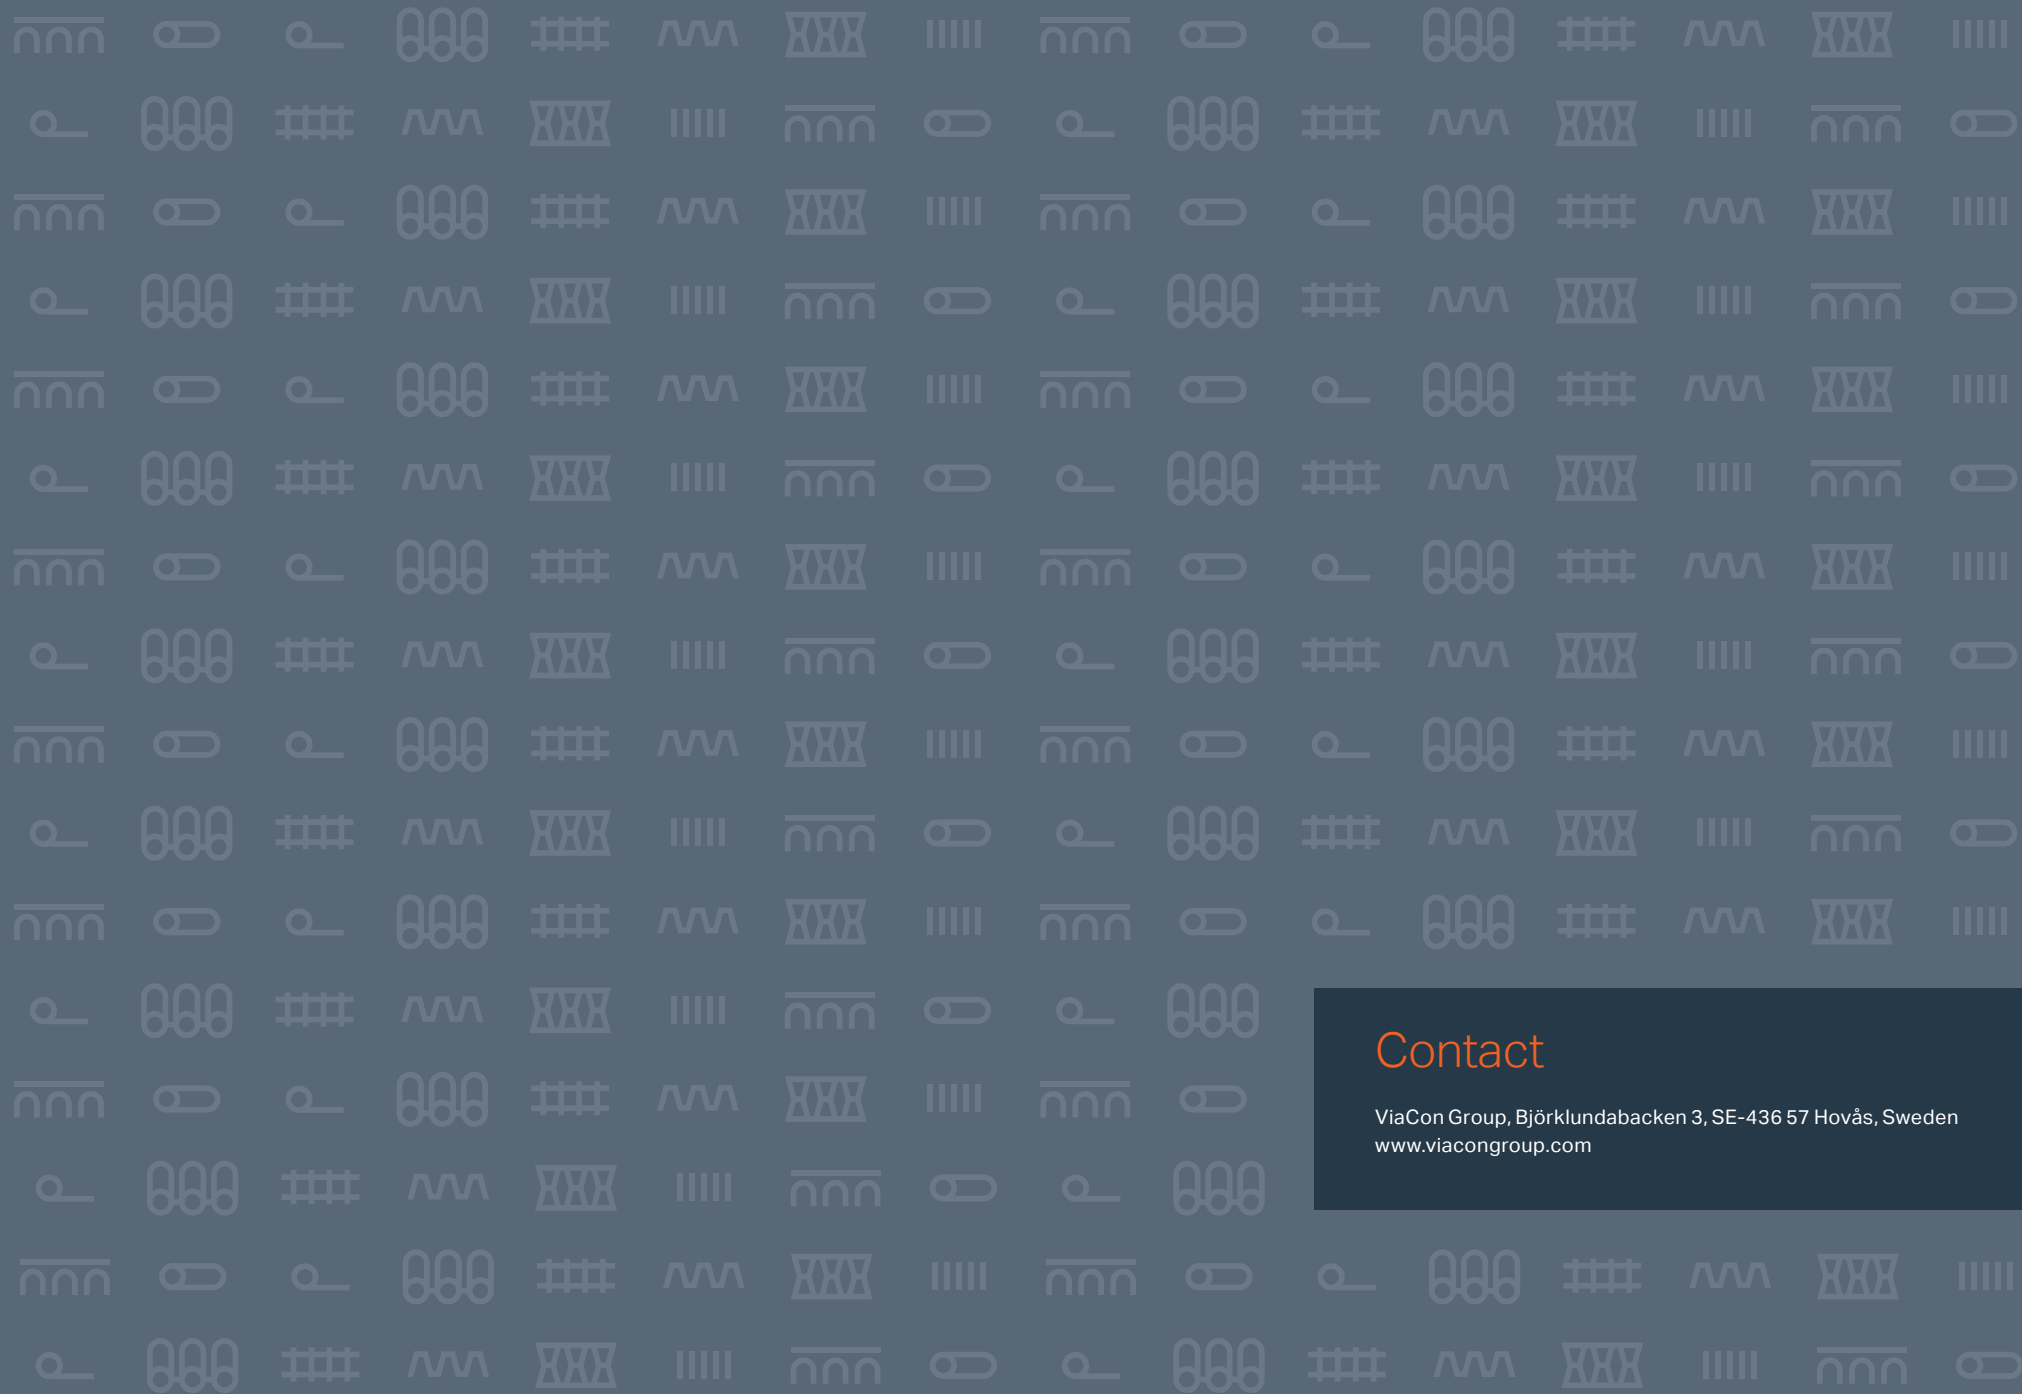 Contact
ViaCon Group, Björklundabacken 3, SE-436 57 Hovås, Sweden
www.viacongroup.com